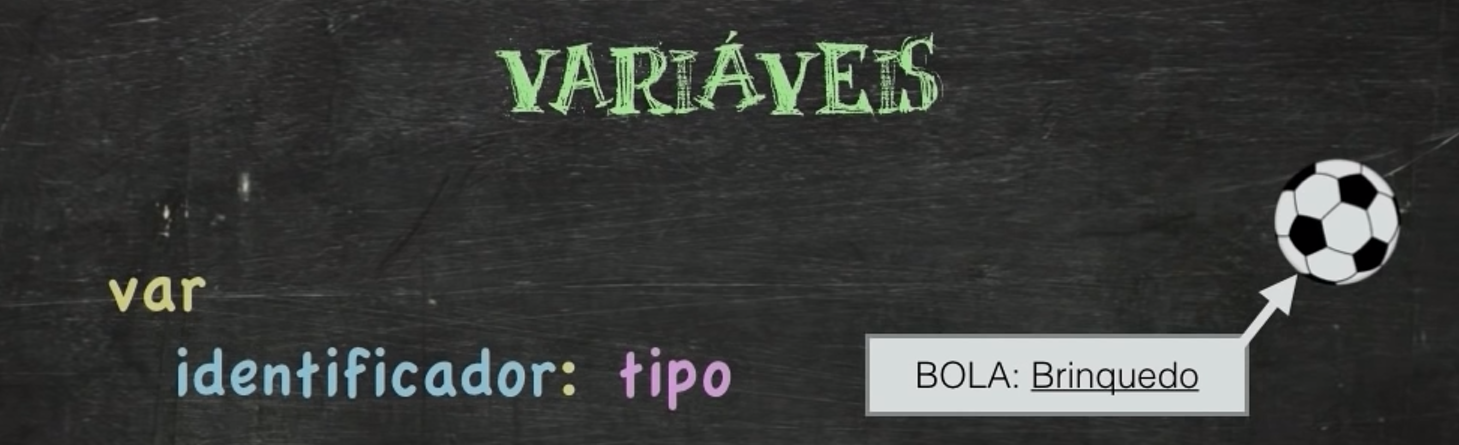 VARIÁVEIS
var
identificador: tipo
BOLA: Brinquedo